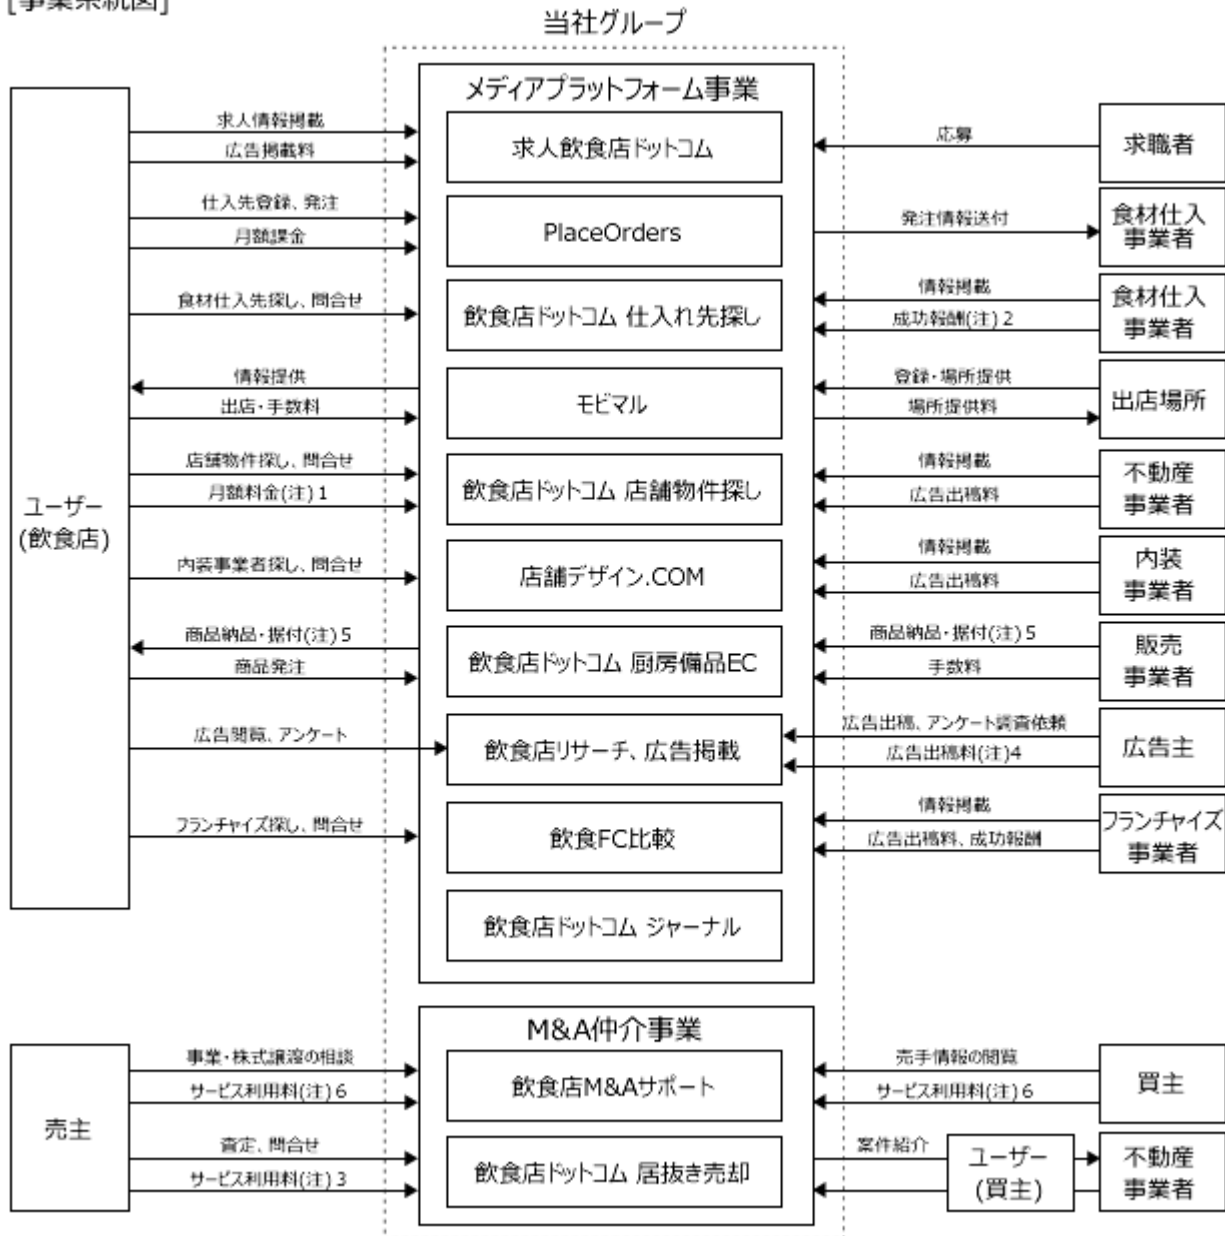 [事業系統図]
当社グループ
メディアプラットフォーム事業
求人情報掲載
広告掲載料
求人飲食店ドットコム
応募
求職者
仕入先登録、発注
月額課金
PlaceOrders
発注情報送付
食材仕入
事業者
食材仕入先探し、問合せ
飲食店ドットコム 仕入れ先探し
情報掲載
成功報酬(注)2
食材仕入
事業者
情報提供
出店・手数料
モビマル
登録・場所提供
場所提供料
出店場所
店舗物件探し、問合せ
月額料金(注)1
飲食店ドットコム 店舗物件探し
情報掲載
広告出稿料
不動産
事業者
ユーザー
(飲食店)
内装事業者探し、問合せ
店舗デザイン.COM
情報掲載
広告出稿料
内装
事業者
商品納品・据付(注)5
商品発注
飲食店ドットコム 厨房備品EC
商品納品・据付(注)5
手数料
販売
事業者
広告閲覧、アンケート
飲食店リサーチ、広告掲載
広告出稿、アンケート調査依頼
広告出稿料(注)4
広告主
フランチャイズ探し、問合せ
飲食FC比較
情報掲載
広告出稿料、成功報酬
フランチャイズ
事業者
飲食店ドットコム ジャーナル
M&A仲介事業
売主
事業・株式譲渡の相談
サービス利用料(注)6
飲食店M&Aサポート
売手情報の閲覧
サービス利用料(注)6
買主
査定、問合せ
サービス利用料(注)3
飲食店ドットコム 居抜き売却
案件紹介
ユーザー
(買主)
不動産
事業者